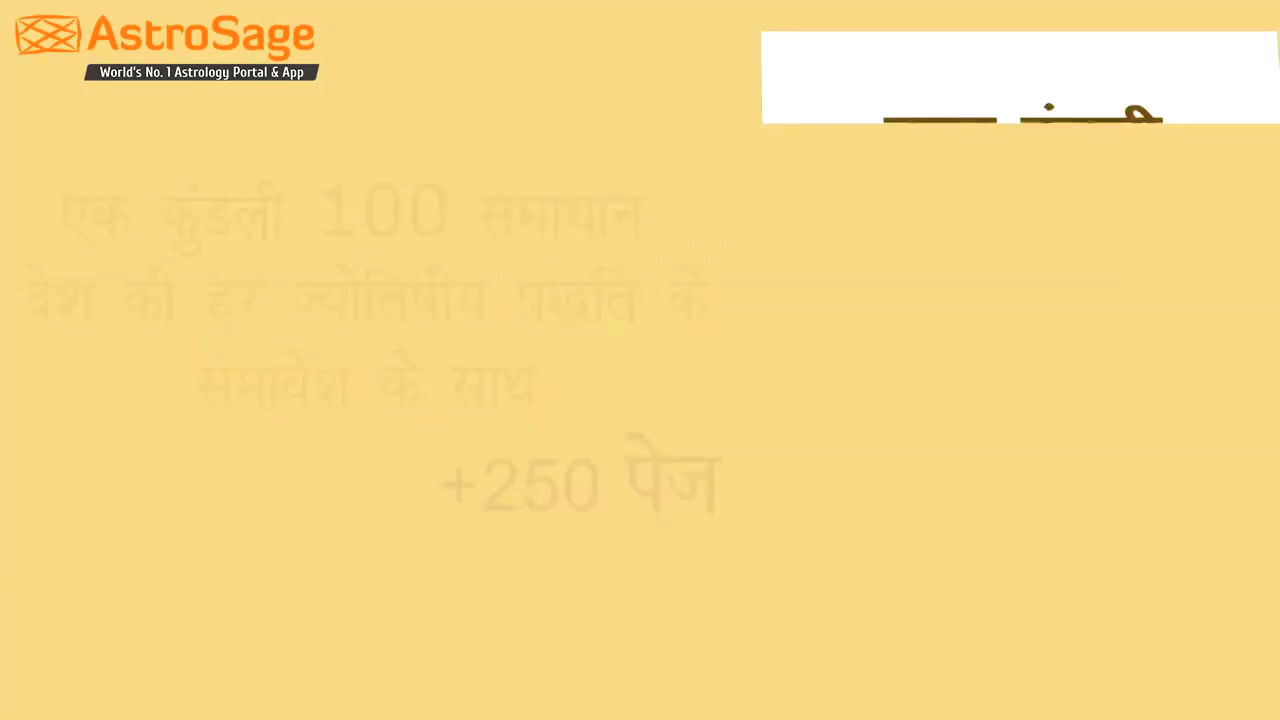 AstroSage
World's No. 1 Astrology Portal & App
एक कुंडली 100 समाधान
देश की हर ज्योतिषीय पद्धति के
समावेश के साथ
+250 पेज